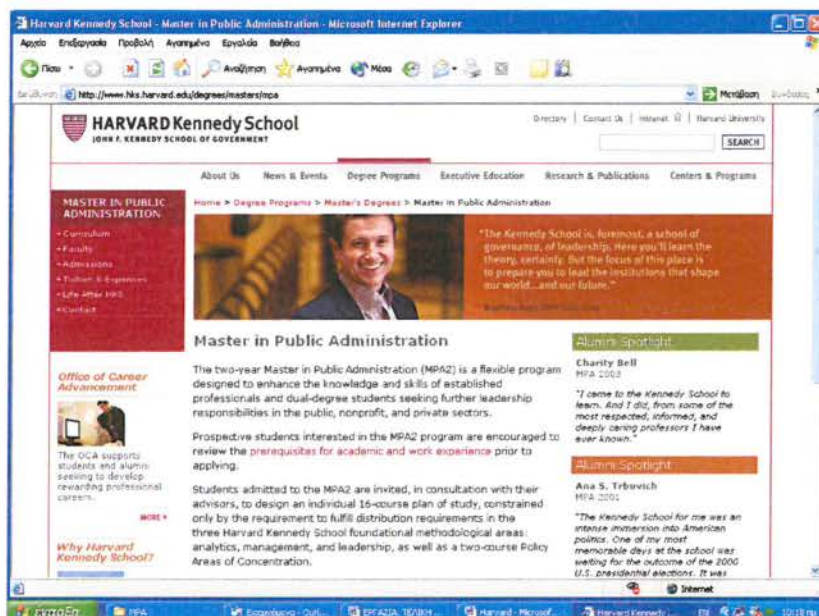 Harvard Kennedy School - Master in Public Administration - Microsoft Internet Explorer
Αρχείο Επεξεργασία Προβολή Αγαπημένα Εργαλεία Βοήθεια
Πίσω Αναζήτηση Αγαπημένα Μέσα
http://www.hks.harvard.edu/degrees/masters/mpa Μετάβαση
HARVARD Kennedy School
JOHN F. KENNEDY SCHOOL OF GOVERNMENT
Directory | Contact Us | Intranet | Harvard University
SEARCH
About Us News & Events Degree Programs Executive Education Research & Publications Centers & Programs
MASTER IN PUBLIC
ADMINISTRATION
Curriculum
Faculty
Admissions
Tuition & Expenses
Life After HKS
Contact
Home > Degree Programs > Master's Degrees > Master in Public Administration
"The Kennedy School is, foremost, a school of
governance, of leadership. Here you'll learn the
theory, certainly. But the focus of this place is
to prepare you to lead the institutions that shape
our world...and our future."
Master in Public Administration
The two-year Master in Public Administration (MPA2) is a flexible program
designed to enhance the knowledge and skills of established
professionals and dual-degree students seeking further leadership
responsibilities in the public, nonprofit, and private sectors.
Prospective students interested in the MPA2 program are encouraged to
review the prerequisites for academic and work experience prior to
applying.
Students admitted to the MPA2 are invited, in consultation with their
advisors, to design an individual 16-course plan of study, constrained
only by the requirement to fulfill distribution requirements in the
three Harvard Kennedy School foundational methodological areas:
analytics, management, and leadership, as well as a two-course Policy
Areas of Concentration.
Office of Career
Advancement
The OCA supports
students and alumni
seeking to develop
rewarding professional
careers.
MORE
Why Harvard
Kennedy School?
Alumni Spotlight
Charity Bell
MPA 2003
"I came to the Kennedy School to
learn. And I did, from some of the
most respected, informed, and
deeply caring professors I have
ever known."
Alumni Spotlight
Ana S. Trbovich
MPA 2001
"The Kennedy School for me was an
intense immersion into American
politics. One of my most
memorable days at the school was
waiting for the outcome of the 2000
U.S. presidential elections. It was
Internet
έναρξη MPA Εισερχόμενα - Outl... ΕΡΓΑΣΙΑ ΤΕΛΙΚΗ... Harvard - Microsof... Harvard Kennedy... EN